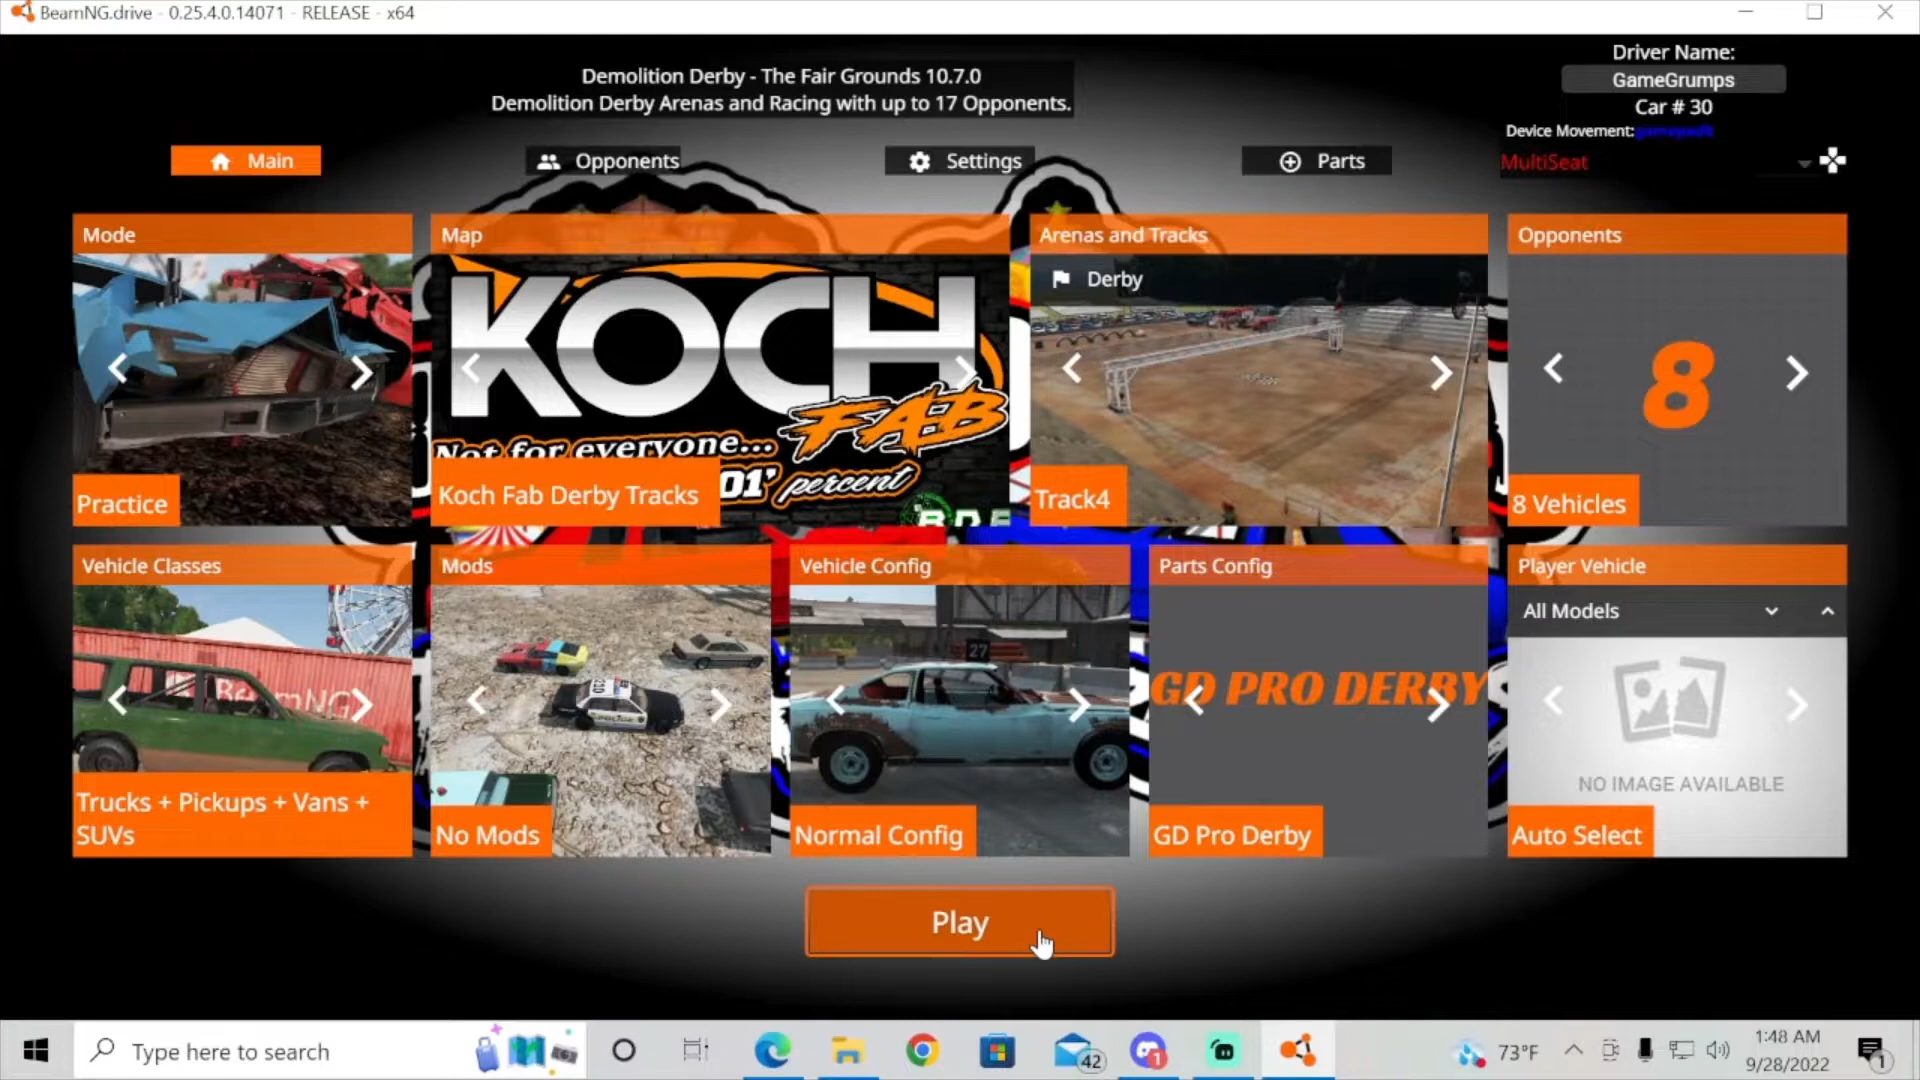 BeamNG.drive - 0.25.4.0.14071 - RELEASE - x64
Demolition Derby - The Fair Grounds 10.7.0
Demolition Derby Arenas and Racing with up to 17 Opponents.
Driver Name:
GameGrumps
Car # 30
Device Movement:
MultiSeat
Main
Opponents
Settings
Parts
Mode
Practice
Map
KOCH
FAB
Not for everyone...
01' percent
Koch Fab Derby Tracks
Arenas and Tracks
Derby
Track4
Opponents
8
8 Vehicles
Vehicle Classes
BeamNG
Trucks + Pickups + Vans +
SUVs
Mods
No Mods
Vehicle Config
27
Normal Config
Parts Config
GD PRO DERBY
GD Pro Derby
Player Vehicle
All Models
NO IMAGE AVAILABLE
Auto Select
Play
Type here to search
42
1
73°F
1:48 AM
9/28/2022
1